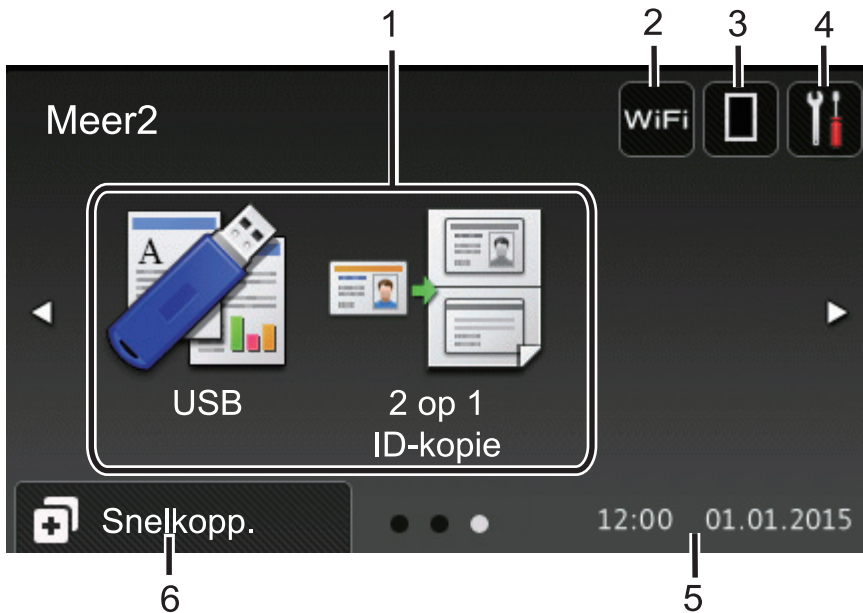 1 2 3 4
Meer2
WiFi
A
USB
2 op 1
ID-kopie
Snelkopp.
12:00 01.01.2015
6 5